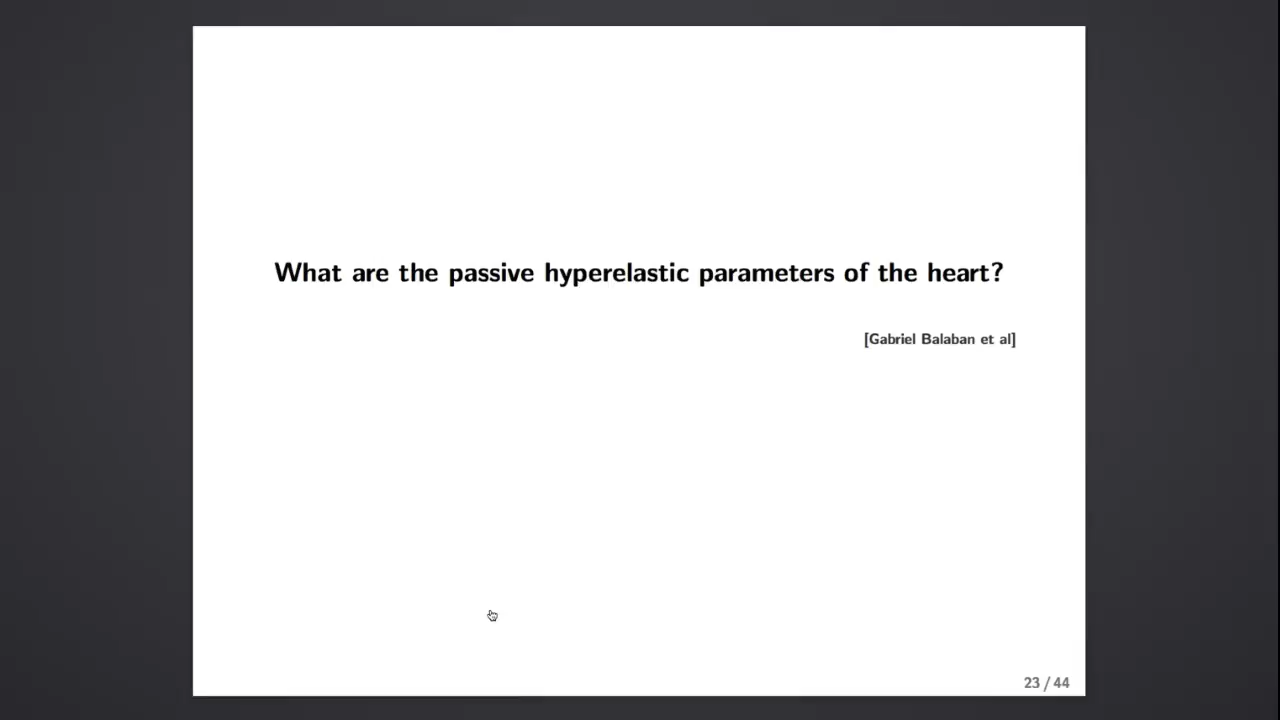 What are the passive hyperelastic parameters of the heart?
[Gabriel Balaban et al]
23 / 44